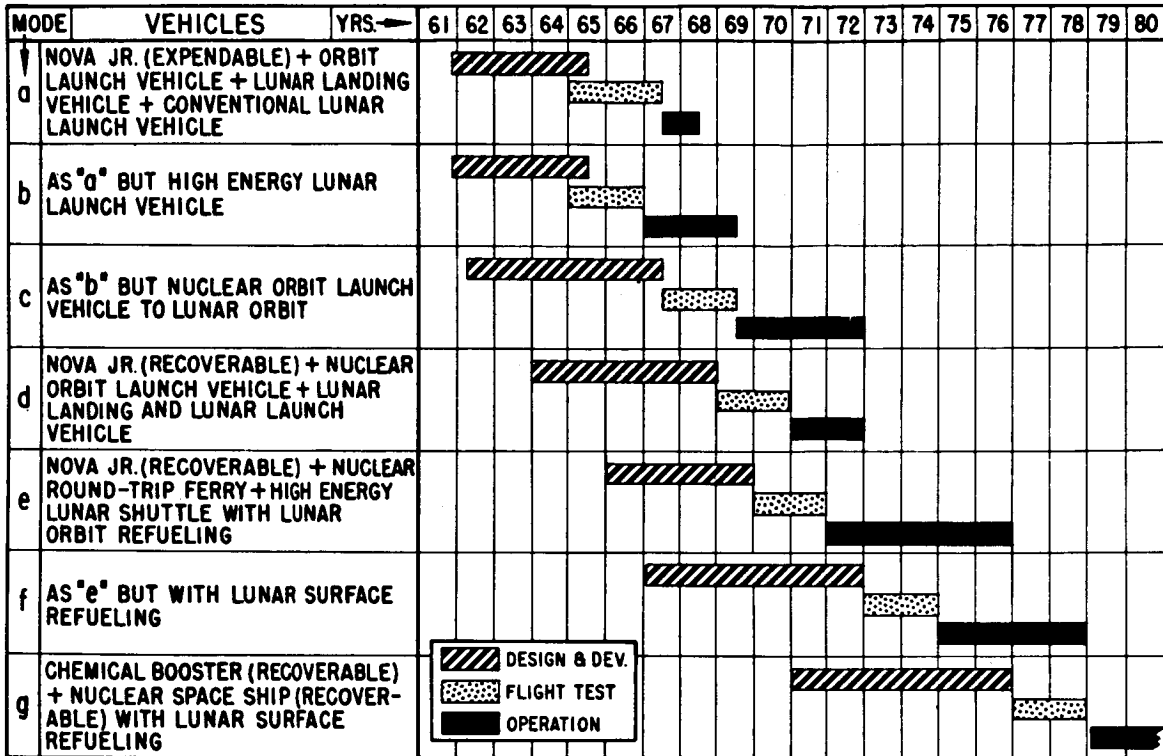 MODE VEHICLES YRS. 61 62 63 64 65 66 67 68 69 70 71 72 73 74 75 76 77 78 79 80
a
NOVA JR. (EXPENDABLE) + ORBIT
LAUNCH VEHICLE + LUNAR LANDING
VEHICLE + CONVENTIONAL LUNAR
LAUNCH VEHICLE
b
AS "a" BUT HIGH ENERGY LUNAR
LAUNCH VEHICLE
c
AS "b" BUT NUCLEAR ORBIT LAUNCH
VEHICLE TO LUNAR ORBIT
d
NOVA JR. (RECOVERABLE) + NUCLEAR
ORBIT LAUNCH VEHICLE + LUNAR
LANDING AND LUNAR LAUNCH
VEHICLE
e
NOVA JR. (RECOVERABLE) + NUCLEAR
ROUND-TRIP FERRY + HIGH ENERGY
LUNAR SHUTTLE WITH LUNAR
ORBIT REFUELING
f
AS "e" BUT WITH LUNAR SURFACE
REFUELING
g
CHEMICAL BOOSTER (RECOVERABLE)
+ NUCLEAR SPACE SHIP (RECOVER-
ABLE) WITH LUNAR SURFACE
REFUELING
DESIGN & DEV.
FLIGHT TEST
OPERATION